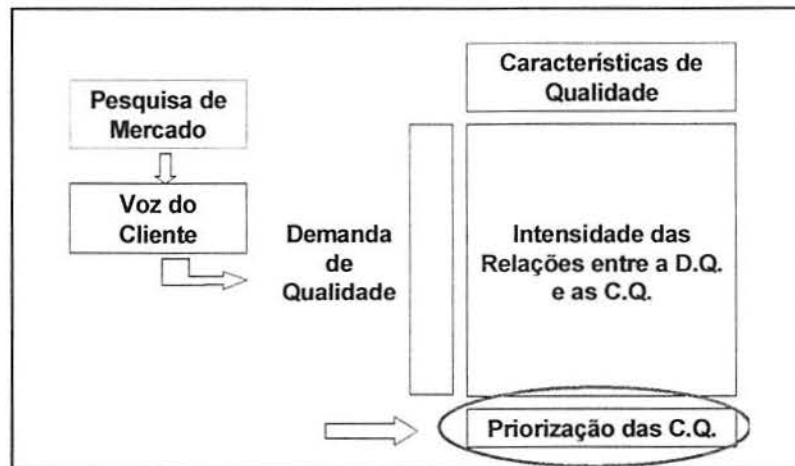 Características de
Qualidade
Pesquisa de
Mercado
Voz do
Cliente
Demanda
de
Qualidade
Intensidade das
Relações entre a D.Q.
e as C.Q.
Priorização das C.Q.